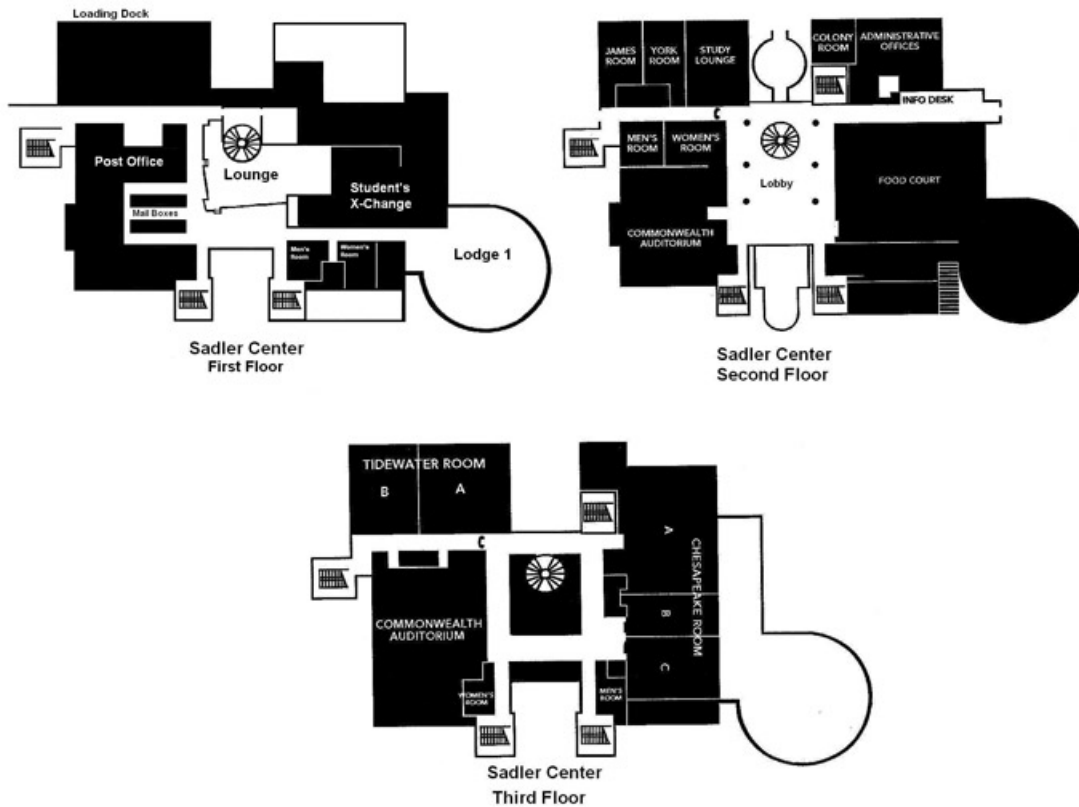 Loading Dock
Post Office
Lounge
Student's
X-Change
Mail Boxes
Men's
Room
Women's
Room
Lodge 1
Sadler Center
First Floor
JAMES
ROOM
YORK
ROOM
STUDY
LOUNGE
COLONY
ROOM
ADMINISTRATIVE
OFFICES
INFO DESK
MEN'S
ROOM
WOMEN'S
ROOM
Lobby
FOOD COURT
COMMONWEALTH
AUDITORIUM
Sadler Center
Second Floor
TIDEWATER ROOM
B
A
A
CHESAPEAKE ROOM
B
C
COMMONWEALTH
AUDITORIUM
WOMEN'S
ROOM
MEN'S
ROOM
Sadler Center
Third Floor